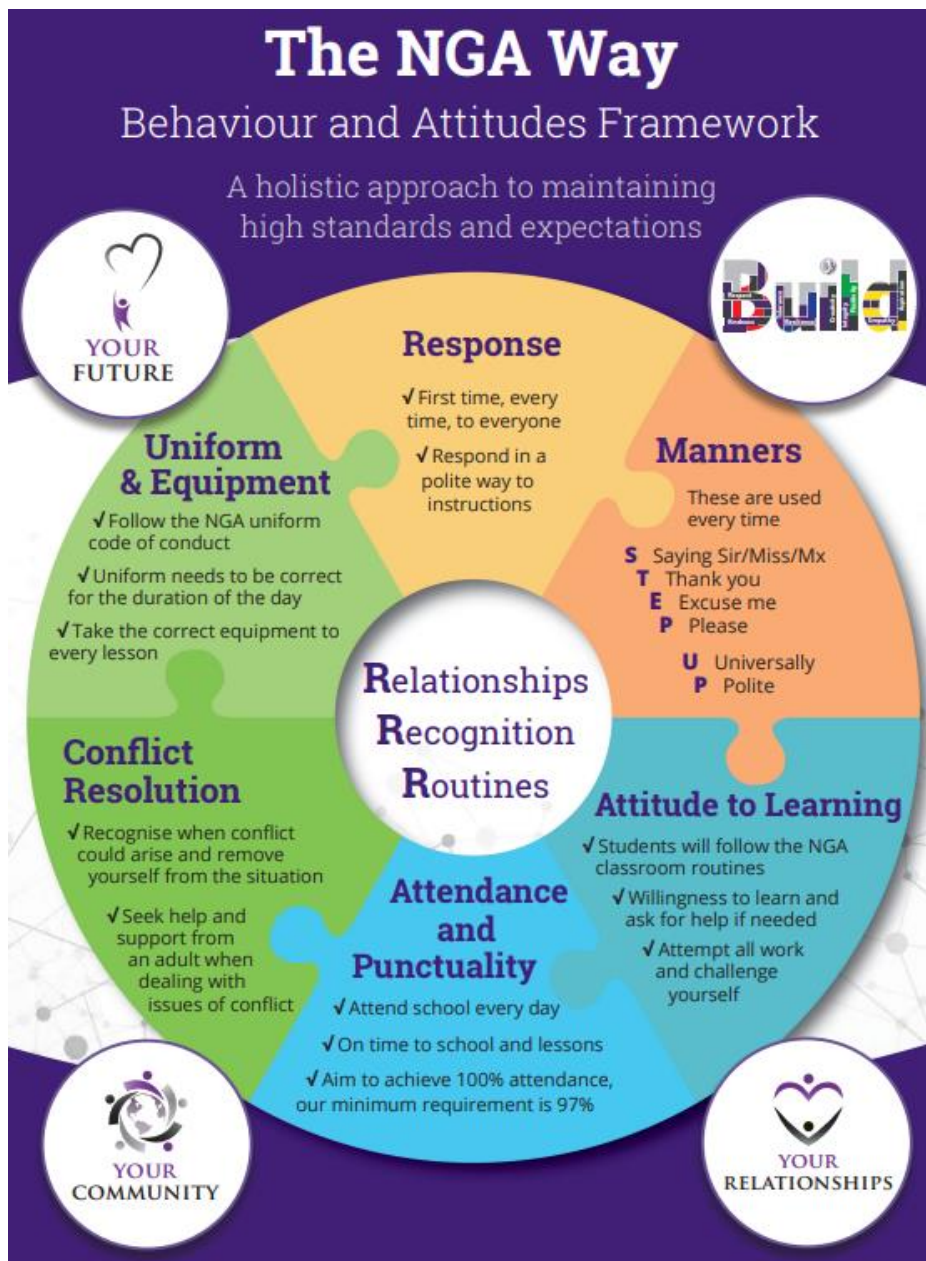 The NGA Way
Behaviour and Attitudes Framework
A holistic approach to maintaining
high standards and expectations
YOUR
FUTURE
Build
Response
√ First time, every
time, to everyone
√ Respond in a
polite way to
instructions
Manners
These are used
every time
S Saying Sir/Miss/Mx
T Thank you
E Excuse me
P Please
U Universally
P Polite
Attitude to Learning
√ Students will follow the NGA
classroom routines
√ Willingness to learn and
ask for help if needed
√ Attempt all work
and challenge
yourself
Attendance
and
Punctuality
√ Attend school every day
√ On time to school and lessons
√ Aim to achieve 100% attendance,
our minimum requirement is 97%
Conflict
Resolution
√ Recognise when conflict
could arise and remove
yourself from the situation
√ Seek help and
support from
an adult when
dealing with
issues of conflict
Uniform
& Equipment
√ Follow the NGA uniform
code of conduct
√ Uniform needs to be correct
for the duration of the day
√ Take the correct equipment to
every lesson
Relationships
Recognition
Routines
YOUR
COMMUNITY
YOUR
RELATIONSHIPS